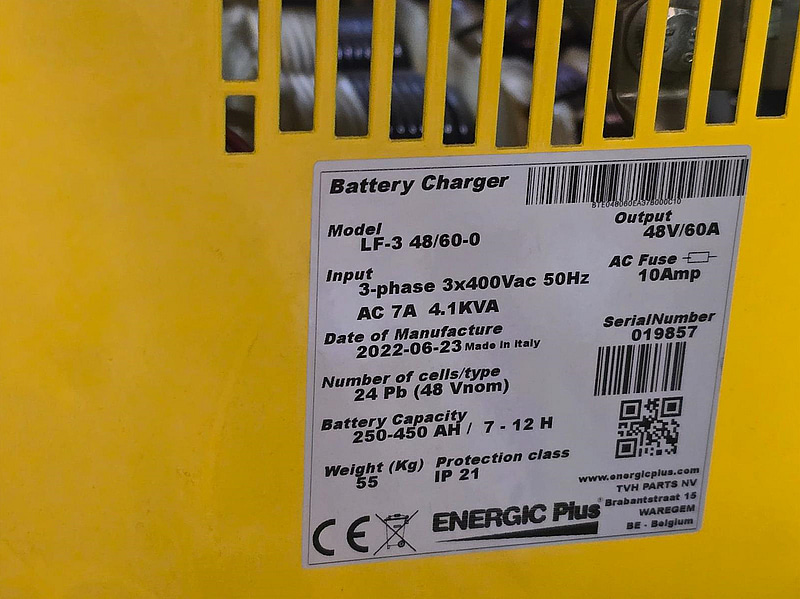 Battery Charger
Model
LF-3 48/60-0
Output
48V/60A
Input
3-phase 3x400Vac 50Hz
AC 7A 4.1KVA
AC Fuse
10Amp
Date of Manufacture
2022-06-23 Made in Italy
SerialNumber
019857
Number of cells/type
24 Pb (48 Vnom)
Battery Capacity
250-450 AH / 7 - 12 H
Weight (Kg)
55
Protection class
IP 21
www.energicplus.com
TVH PARTS NV
Brabantstraat 15
WAREGEM
BE - Belgium
CE
ENERGIC Plus